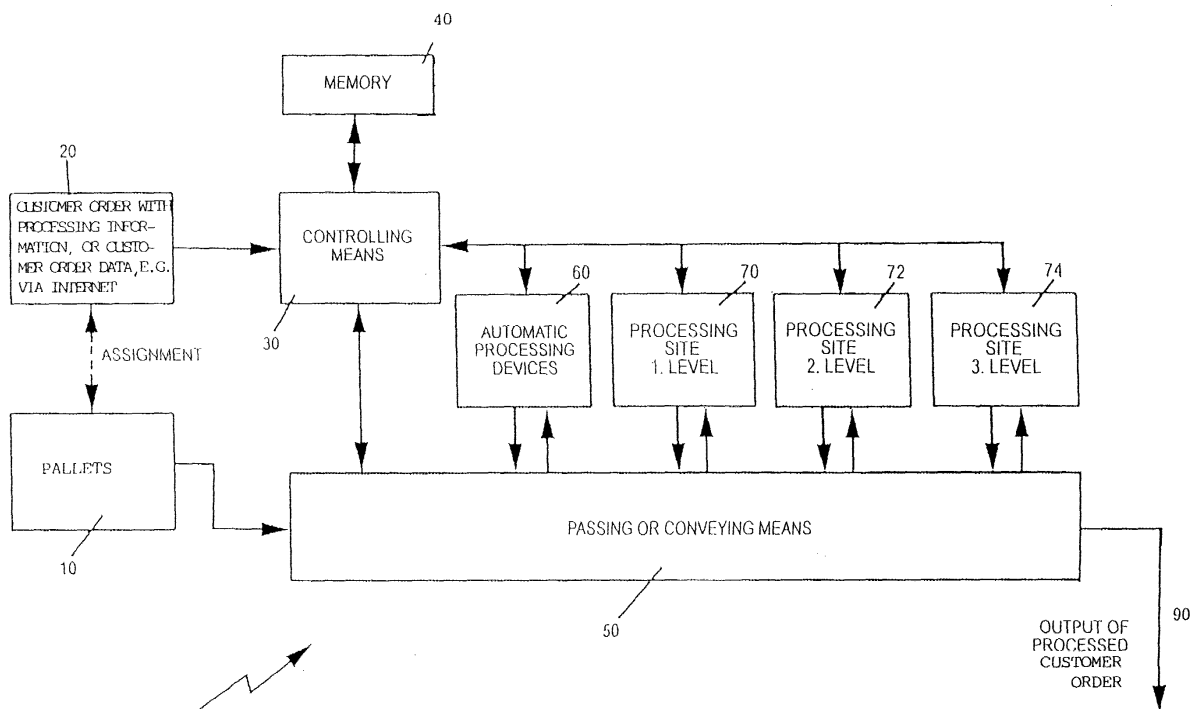 40
MEMORY
20
CUSTOMER ORDER WITH
PROCESSING INFOR-
MATION, OR CUSTO-
MER ORDER DATA, E.G.
VIA INTERNET
CONTROLLING
MEANS
30
60
70
72
74
AUTOMATIC
PROCESSING
DEVICES
PROCESSING
SITE
1. LEVEL
PROCESSING
SITE
2. LEVEL
PROCESSING
SITE
3. LEVEL
ASSIGNMENT
PALLETS
10
PASSING OR CONVEYING MEANS
50
90
OUTPUT OF
PROCESSED
CUSTOMER
ORDER